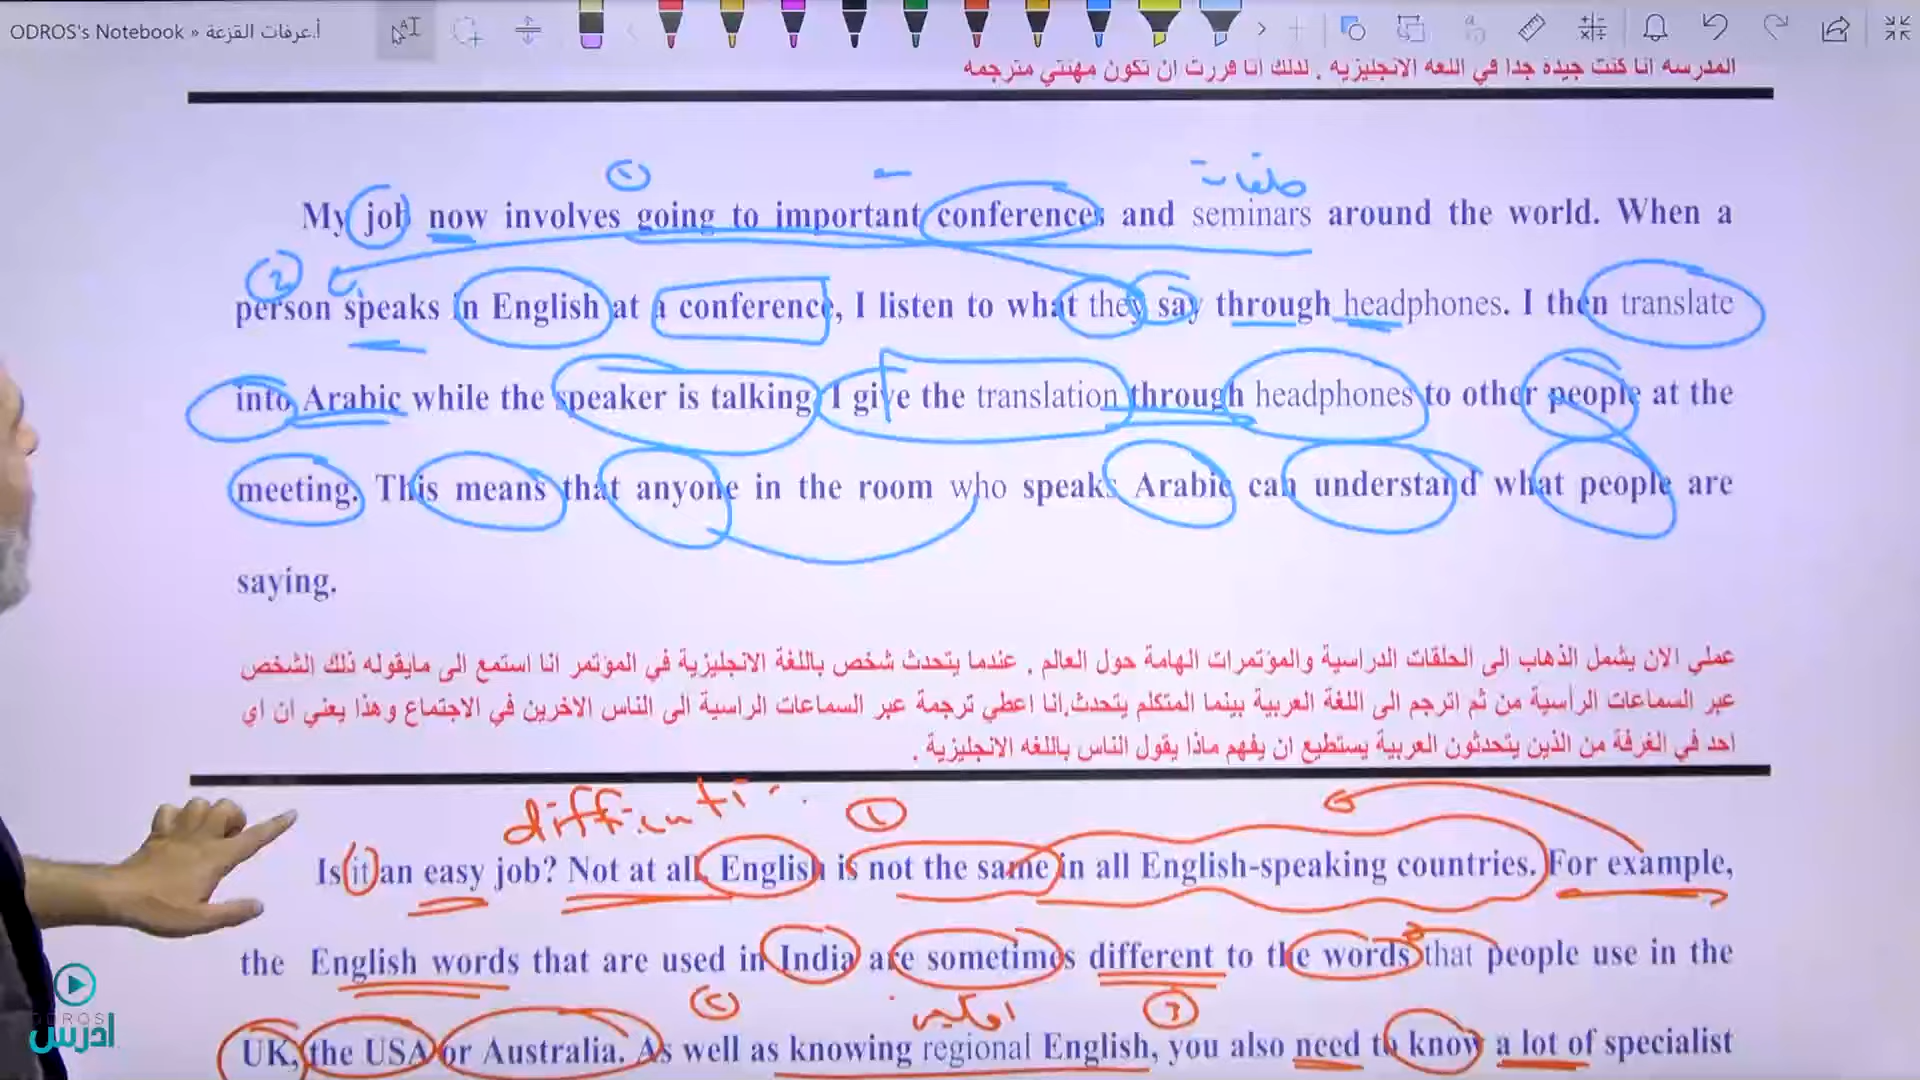 ODROS's Notebook » أ.عرفات القزعة
المدرسه انا كنت جيدة جدا في اللغه الانجليزيه . لذلك انا قررت ان تكون مهنتي مترجمه
My job now involves going to important conferences and seminars around the world. When a
person speaks in English at a conference, I listen to what they say through headphones. I then translate
into Arabic while the speaker is talking. I give the translation through headphones to other people at the
meeting. This means that anyone in the room who speaks Arabic can understand what people are
saying.
عملي الان يشمل الذهاب الى الحلقات الدراسية والمؤتمرات الهامة حول العالم . عندما يتحدث شخص باللغة الانجليزية في المؤتمر انا استمع الى مايقوله ذلك الشخص
عبر السماعات الرأسية من ثم اترجم الى اللغة العربية بينما المتكلم يتحدث,انا اعطي ترجمة عبر السماعات الراسية الى الناس الاخرين في الاجتماع وهذا يعني ان اي
احد في الغرفة من الذين يتحدثون العربية يستطيع ان يفهم ماذا يقول الناس باللغه الانجليزية .
Is it an easy job? Not at all. English is not the same in all English-speaking countries. For example,
the English words that are used in India are sometimes different to the words that people use in the
UK, the USA or Australia. As well as knowing regional English, you also need to know a lot of specialist
ODROS
ادرس